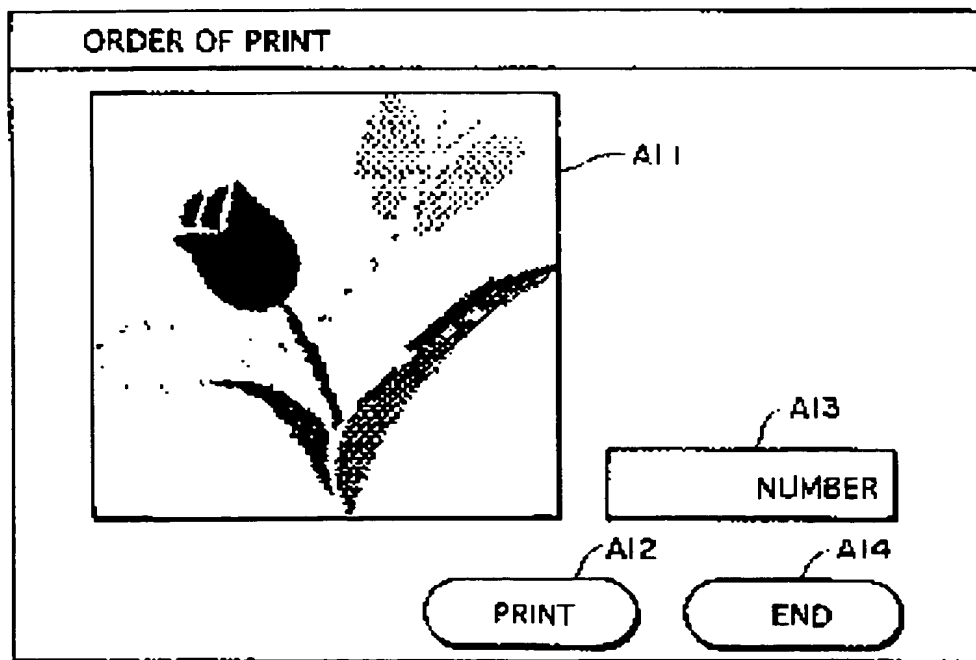 ORDER OF PRINT
A11
A13
NUMBER
A12 A14
PRINT END